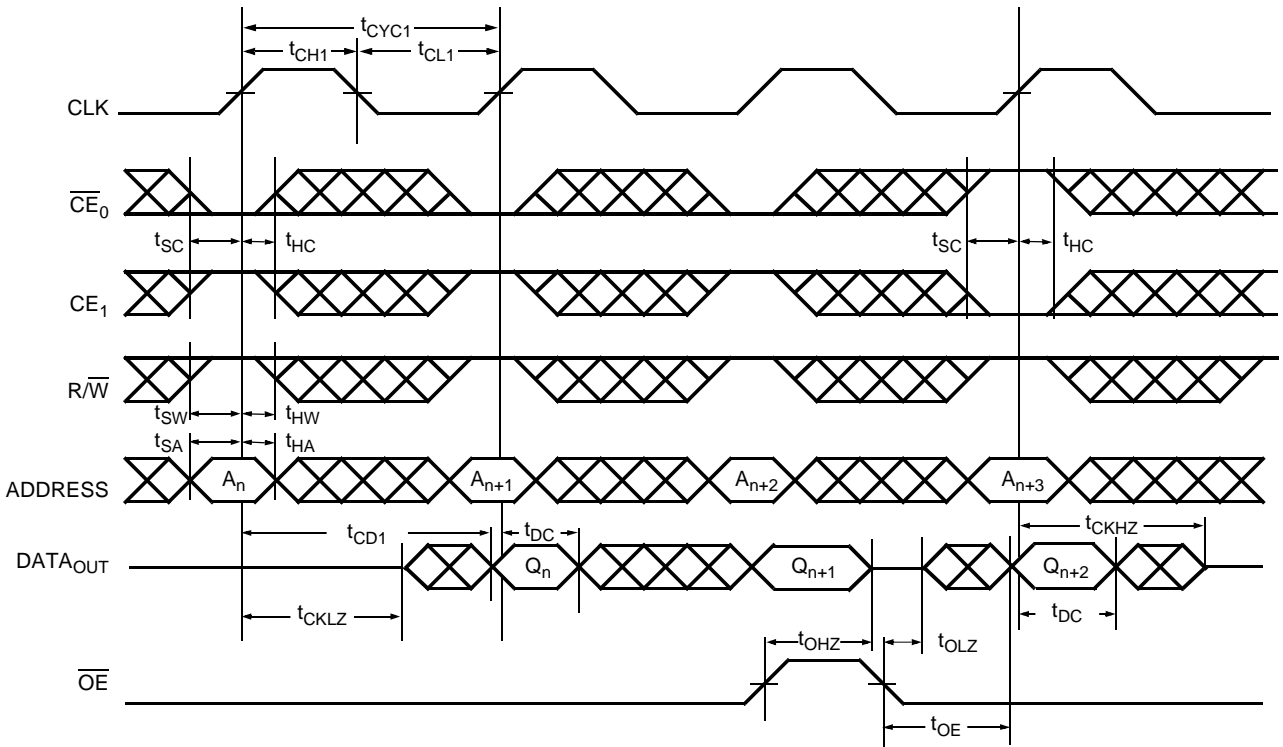 tCYC1
tCH1 tCL1
CLK
CE0
tSC tHC tSC tHC
CE1
R/W
tSW tHW
tSA tHA
ADDRESS An An+1 An+2 An+3
tCD1 tDC tCKHZ
DATAOUT Qn Qn+1 Qn+2
tCKLZ tDC
tOHZ tOLZ
OE
tOE